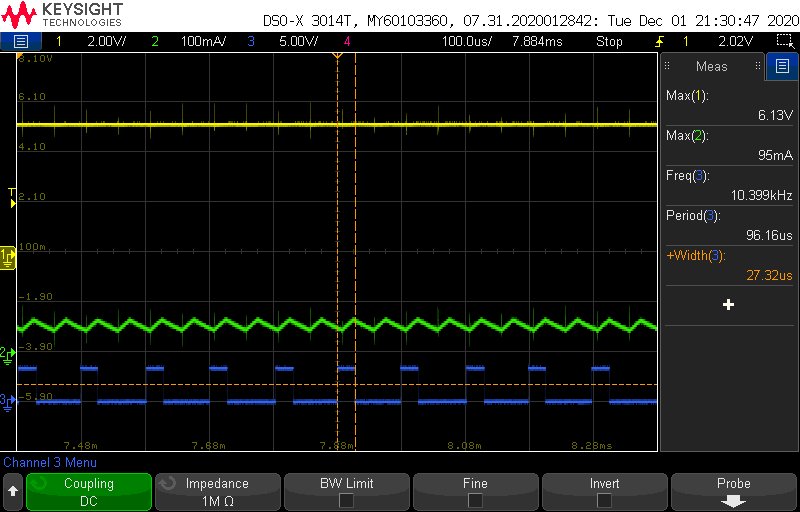 KEYSIGHT
TECHNOLOGIES
DSO-X 3014T, MY60103360, 07.31.2020012842: Tue Dec 01 21:30:47 2020
1 2.00V/ 2 100mA/ 3 5.00V/ 4 100.0us/ 7.884ms Stop 1 2.02V
8.10V
6.10
4.10
T
2.10
100m
1
-1.90
-3.90
2
-5.90
3
7.48m 7.68m 7.88m 8.08m 8.28ms
Meas
Max(1):
6.13V
Max(2):
95mA
Freq(3):
10.399kHz
Period(3):
96.16us
+Width(3):
27.32us
+
Channel 3 Menu
Coupling
DC
Impedance
1M Ω
BW Limit
Fine
Invert
Probe